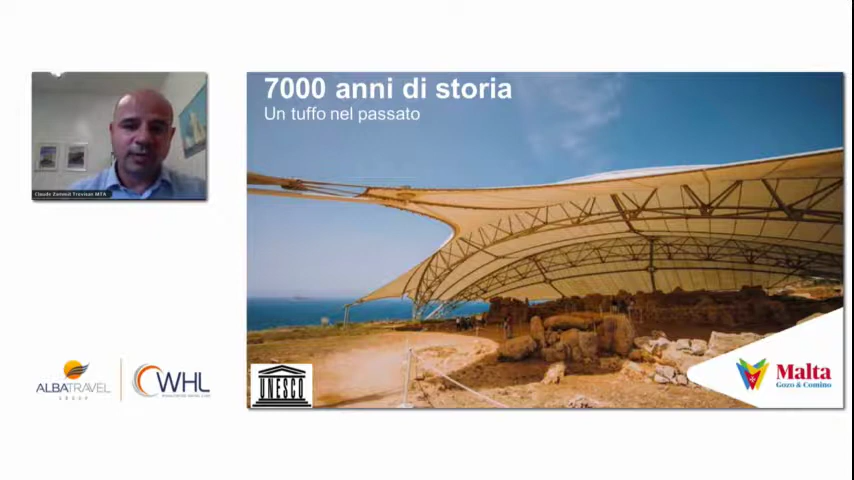 7000 anni di storia
Un tuffo nel passato
Claude Zammit Trevisan MTA
ALBATRAVEL
GROUP
WHL
UNESCO
Malta
Gozo & Comino